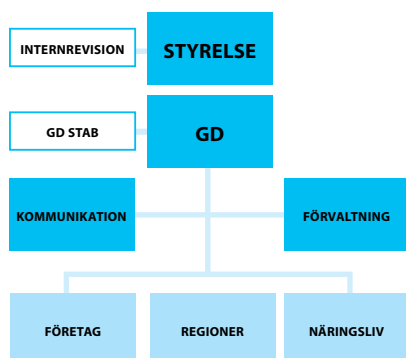 INTERNREVISION
STYRELSE
GD STAB
GD
KOMMUNIKATION
FÖRVALTNING
FÖRETAG
REGIONER
NÄRINGSLIV